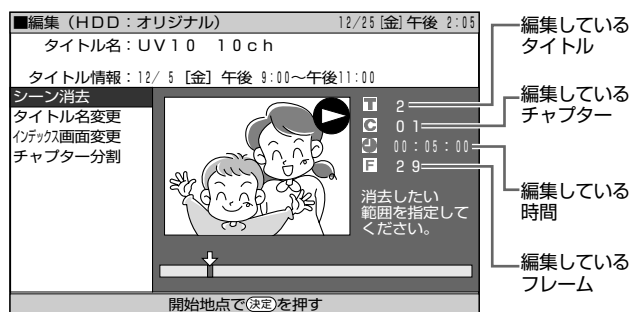 ■編集（HDD：オリジナル） 12/25[金]午後 2:05
タイトル名：UV10 10ch
タイトル情報：12/ 5 [金] 午後 9:00～午後11:00
シーン消去
タイトル名変更
インデックス画面変更
チャプター分割
T 2
C 01
00:05:00
F 29
消去したい
範囲を指定して
ください。
開始地点で決定を押す
編集している
タイトル
編集している
チャプター
編集している
時間
編集している
フレーム